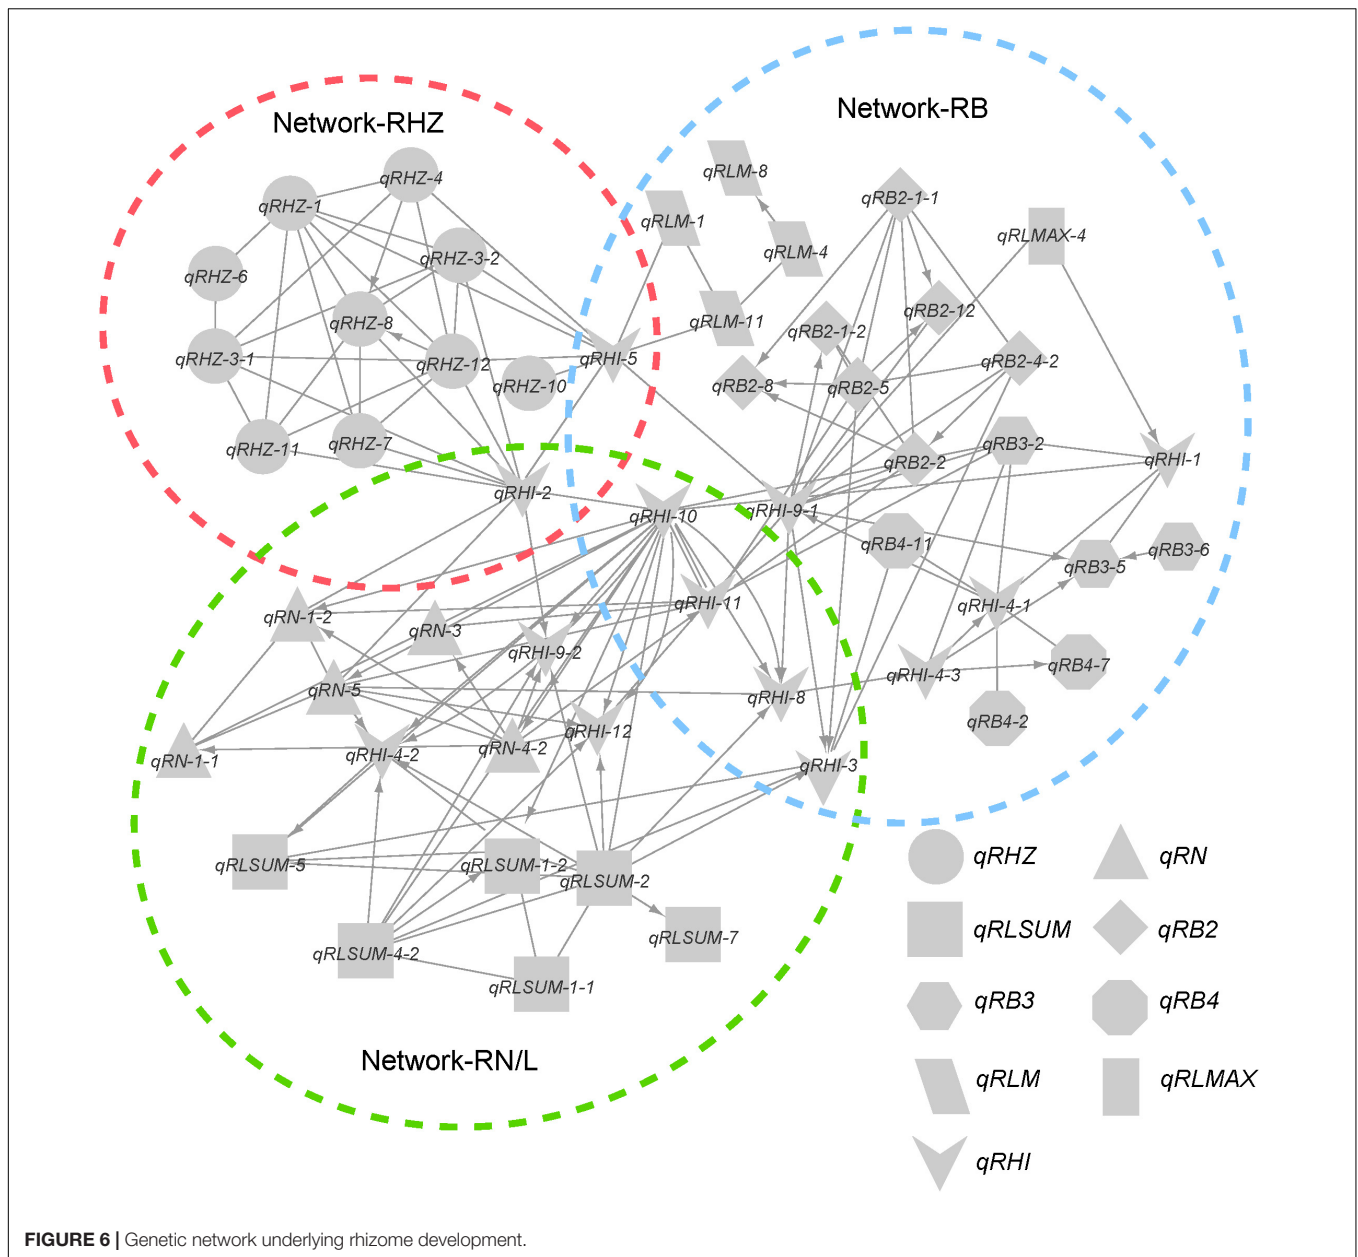 Network-RHZ
Network-RB
qRHZ-4
qRHZ-1
qRHZ-3-2
qRHZ-6
qRHZ-8
qRHZ-3-1
qRHZ-12
qRHZ-10
qRHZ-11
qRHZ-7
qRHI-5
qRHI-2
qRLM-8
qRLM-1
qRLM-4
qRLM-11
qRB2-1-1
qRLMAX-4
qRB2-12
qRB2-1-2
qRB2-4-2
qRB2-8
qRB2-5
qRB3-2
qRB2-2
qRHI-1
qRHI-10
qRHI-9-1
qRB4-11
qRB3-6
qRB3-5
qRHI-11
qRHI-4-1
qRHI-4-3
qRB4-7
qRHI-8
qRB4-2
qRHI-3
qRN-1-2
qRN-3
qRHI-9-2
qRN-5
qRHI-12
qRN-1-1
qRHI-4-2
qRN-4-2
qRLSUM-5
qRLSUM-1-2
qRLSUM-2
qRLSUM-7
qRLSUM-4-2
qRLSUM-1-1
Network-RN/L
qRHZ
qRN
qRLSUM
qRB2
qRB3
qRB4
qRLM
qRLMAX
qRHI
FIGURE 6 | Genetic network underlying rhizome development.